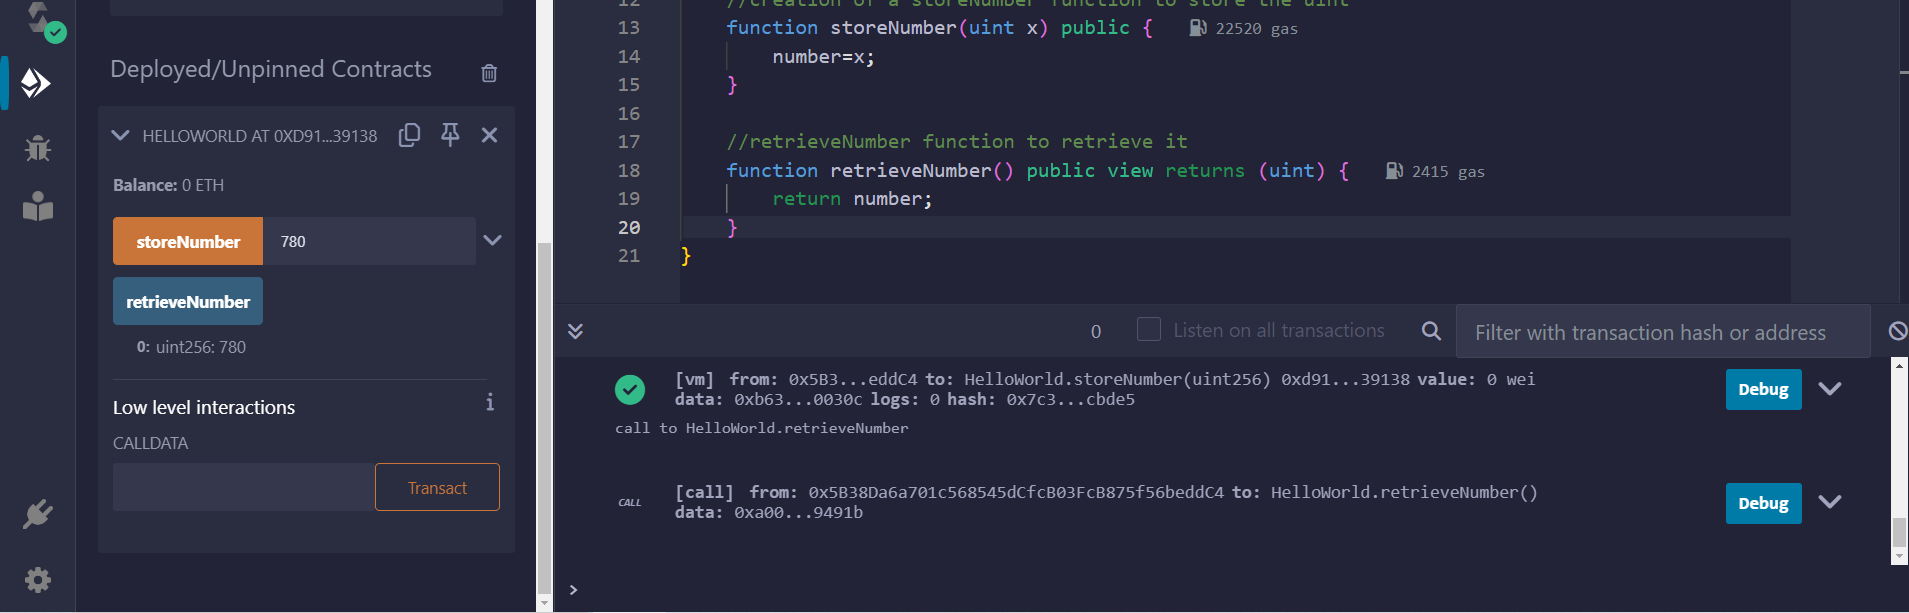 Deployed/Unpinned Contracts
HELLOWORLD AT 0XD91...39138
Balance: 0 ETH
storeNumber 780
retrieveNumber
0: uint256: 780
Low level interactions
i
CALLDATA
Transact
12 //creation of a storeNumber function to store the uint
13 function storeNumber(uint x) public { 22520 gas
14 number=x;
15 }
16
17 //retrieveNumber function to retrieve it
18 function retrieveNumber() public view returns (uint) { 2415 gas
19 return number;
20 }
21 }
0 Listen on all transactions Filter with transaction hash or address
[vm] from: 0x5B3...eddC4 to: HelloWorld.storeNumber(uint256) 0xd91...39138 value: 0 wei
data: 0xb63...0030c logs: 0 hash: 0x7c3...cbde5
Debug
call to HelloWorld.retrieveNumber
CALL
[call] from: 0x5B38Da6a701c568545dCfcB03FcB875f56beddC4 to: HelloWorld.retrieveNumber()
data: 0xa00...9491b
Debug
>